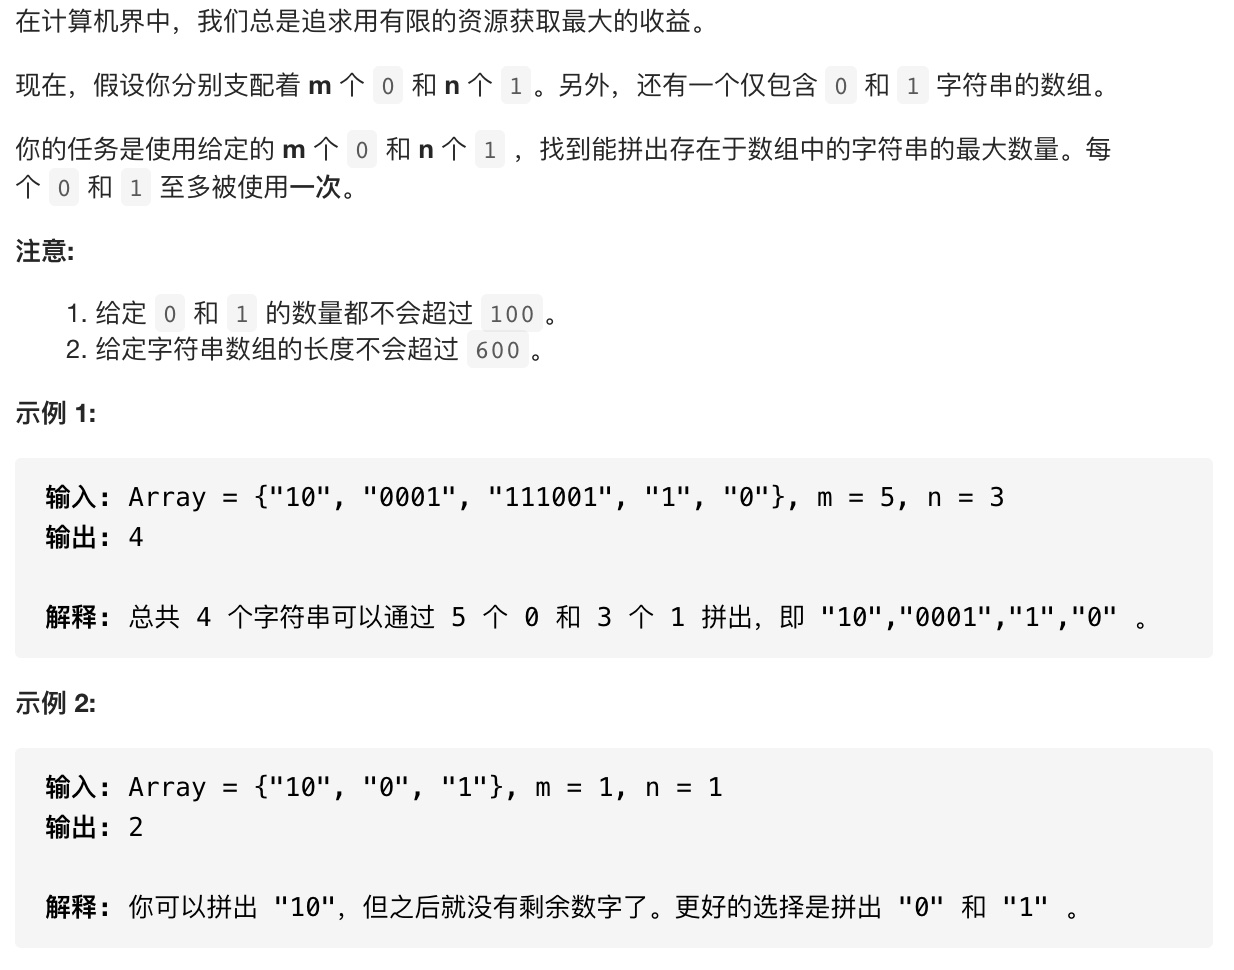 在计算机界中，我们总是追求用有限的资源获取最大的收益。
现在，假设你分别支配着 m 个 0 和 n 个 1 。另外，还有一个仅包含 0 和 1 字符串的数组。
你的任务是使用给定的 m 个 0 和 n 个 1 ，找到能拼出存在于数组中的字符串的最大数量。每
个 0 和 1 至多被使用一次。
注意:
1. 给定 0 和 1 的数量都不会超过 100 。
2. 给定字符串数组的长度不会超过 600 。
示例 1:
输入: Array = {"10", "0001", "111001", "1", "0"}, m = 5, n = 3
输出: 4
解释: 总共 4 个字符串可以通过 5 个 0 和 3 个 1 拼出，即 "10","0001","1","0" 。
示例 2:
输入: Array = {"10", "0", "1"}, m = 1, n = 1
输出: 2
解释: 你可以拼出 "10"，但之后就没有剩余数字了。更好的选择是拼出 "0" 和 "1" 。